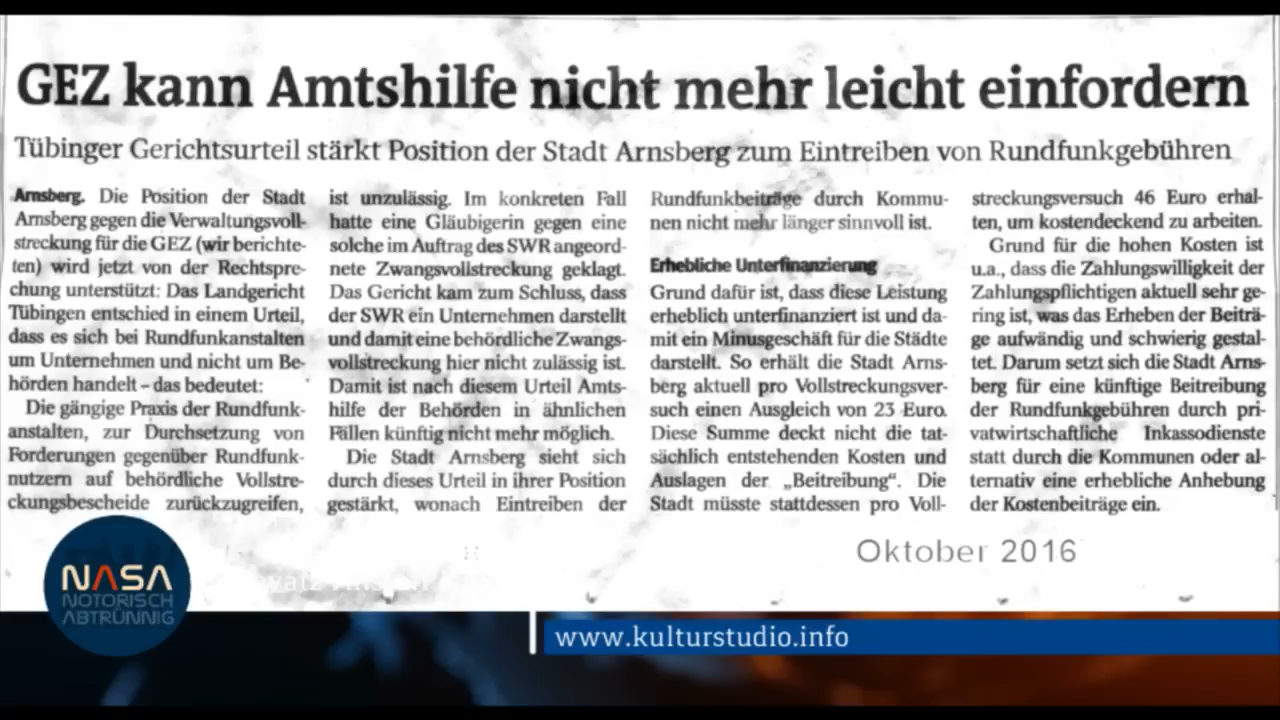 GEZ kann Amtshilfe nicht mehr leicht einfordern
Tübinger Gerichtsurteil stärkt Position der Stadt Arnsberg zum Eintreiben von Rundfunkgebühren
Arnsberg. Die Position der Stadt
Arnsberg gegen die Verwaltungsvoll-
streckung für die GEZ (wir berichte-
ten) wird jetzt von der Rechtspre-
chung unterstützt: Das Landgericht
Tübingen entschied in einem Urteil,
dass es sich bei Rundfunkanstalten
um Unternehmen und nicht um Be-
hörden handelt – das bedeutet:
Die gängige Praxis der Rundfunk-
anstalten, zur Durchsetzung von
Forderungen gegenüber Rundfunk-
nutzern auf behördliche Vollstre-
ckungsbescheide zurückzugreifen,
ist unzulässig. Im konkreten Fall
hatte eine Gläubigerin gegen eine
solche im Auftrag des SWR angeord-
nete Zwangsvollstreckung geklagt.
Das Gericht kam zum Schluss, dass
der SWR ein Unternehmen darstellt
und damit eine behördliche Zwangs-
vollstreckung hier nicht zulässig ist.
Damit ist nach diesem Urteil Amts-
hilfe der Behörden in ähnlichen
Fällen künftig nicht mehr möglich.
Die Stadt Arnsberg sieht sich
durch dieses Urteil in ihrer Position
gestärkt, wonach Eintreiben der
Rundfunkbeiträge durch Kommu-
nen nicht mehr länger sinnvoll ist.
Erhebliche Unterfinanzierung
Grund dafür ist, dass diese Leistung
erheblich unterfinanziert ist und da-
mit ein Minusgeschäft für die Städte
darstellt. So erhält die Stadt Arns-
berg aktuell pro Vollstreckungsver-
such einen Ausgleich von 23 Euro.
Diese Summe deckt nicht die tat-
sächlich entstehenden Kosten und
Auslagen der „Beitreibung“. Die
Stadt müsste stattdessen pro Voll-
streckungsversuch 46 Euro erhal-
ten, um kostendeckend zu arbeiten.
Grund für die hohen Kosten ist
u.a., dass die Zahlungswilligkeit der
Zahlungspflichtigen aktuell sehr ge-
ring ist, was das Erheben der Beiträ-
ge aufwändig und schwierig gestal-
tet. Darum setzt sich die Stadt Arns-
berg für eine künftige Beitreibung
der Rundfunkgebühren durch pri-
vatwirtschaftliche Inkassodienste
statt durch die Kommunen oder al-
ternativ eine erhebliche Anhebung
der Kostenbeiträge ein.
Oktober 2016
NASA
NOTORISCH
ABTRÜNNIG
www.kulturstudio.info